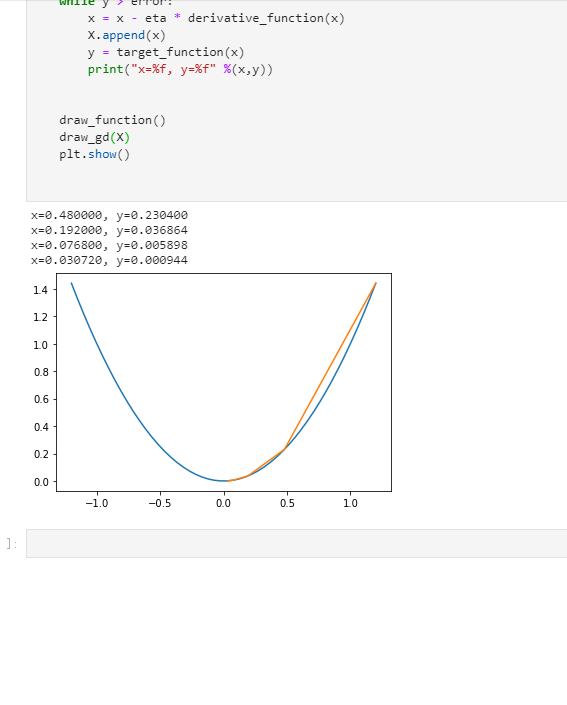 while y > error:
x = x - eta * derivative_function(x)
X.append(x)
y = target_function(x)
print("x=%f, y=%f" %(x,y))
draw_function()
draw_gd(X)
plt.show()
x=0.480000, y=0.230400
x=0.192000, y=0.036864
x=0.076800, y=0.005898
x=0.030720, y=0.000944
1.4
1.2
1.0
0.8
0.6
0.4
0.2
0.0
−1.0 −0.5 0.0 0.5 1.0
]: